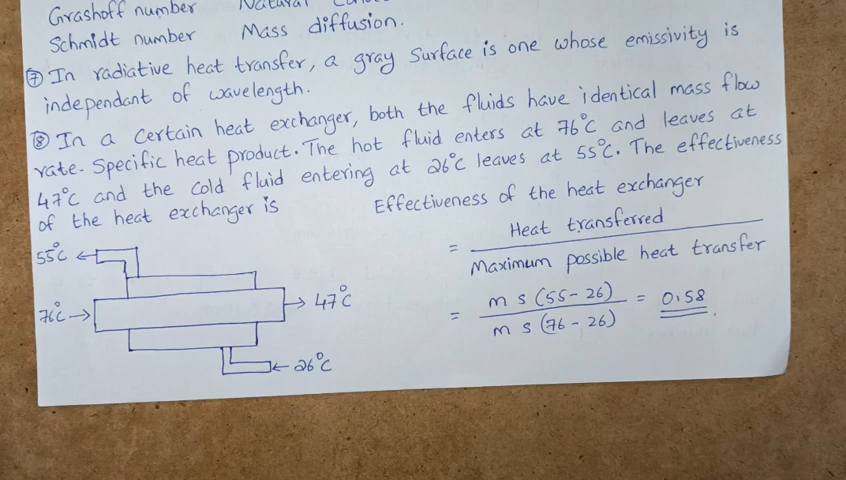 Grashoff number Natural
Schmidt number Mass diffusion.
⑦ In radiative heat transfer, a gray surface is one whose emissivity is
independant of wavelength.
⑧ In a certain heat exchanger, both the fluids have identical mass flow
rate- specific heat product. The hot fluid enters at 76°C and leaves at
47°C and the cold fluid entering at 26°C leaves at 55°C. The effectiveness
of the heat exchanger is
Effectiveness of the heat exchanger
= Heat transferred
Maximum possible heat transfer
= m s (55-26) = 0.58
m s (76-26)
55°C
76°C
47°C
26°C